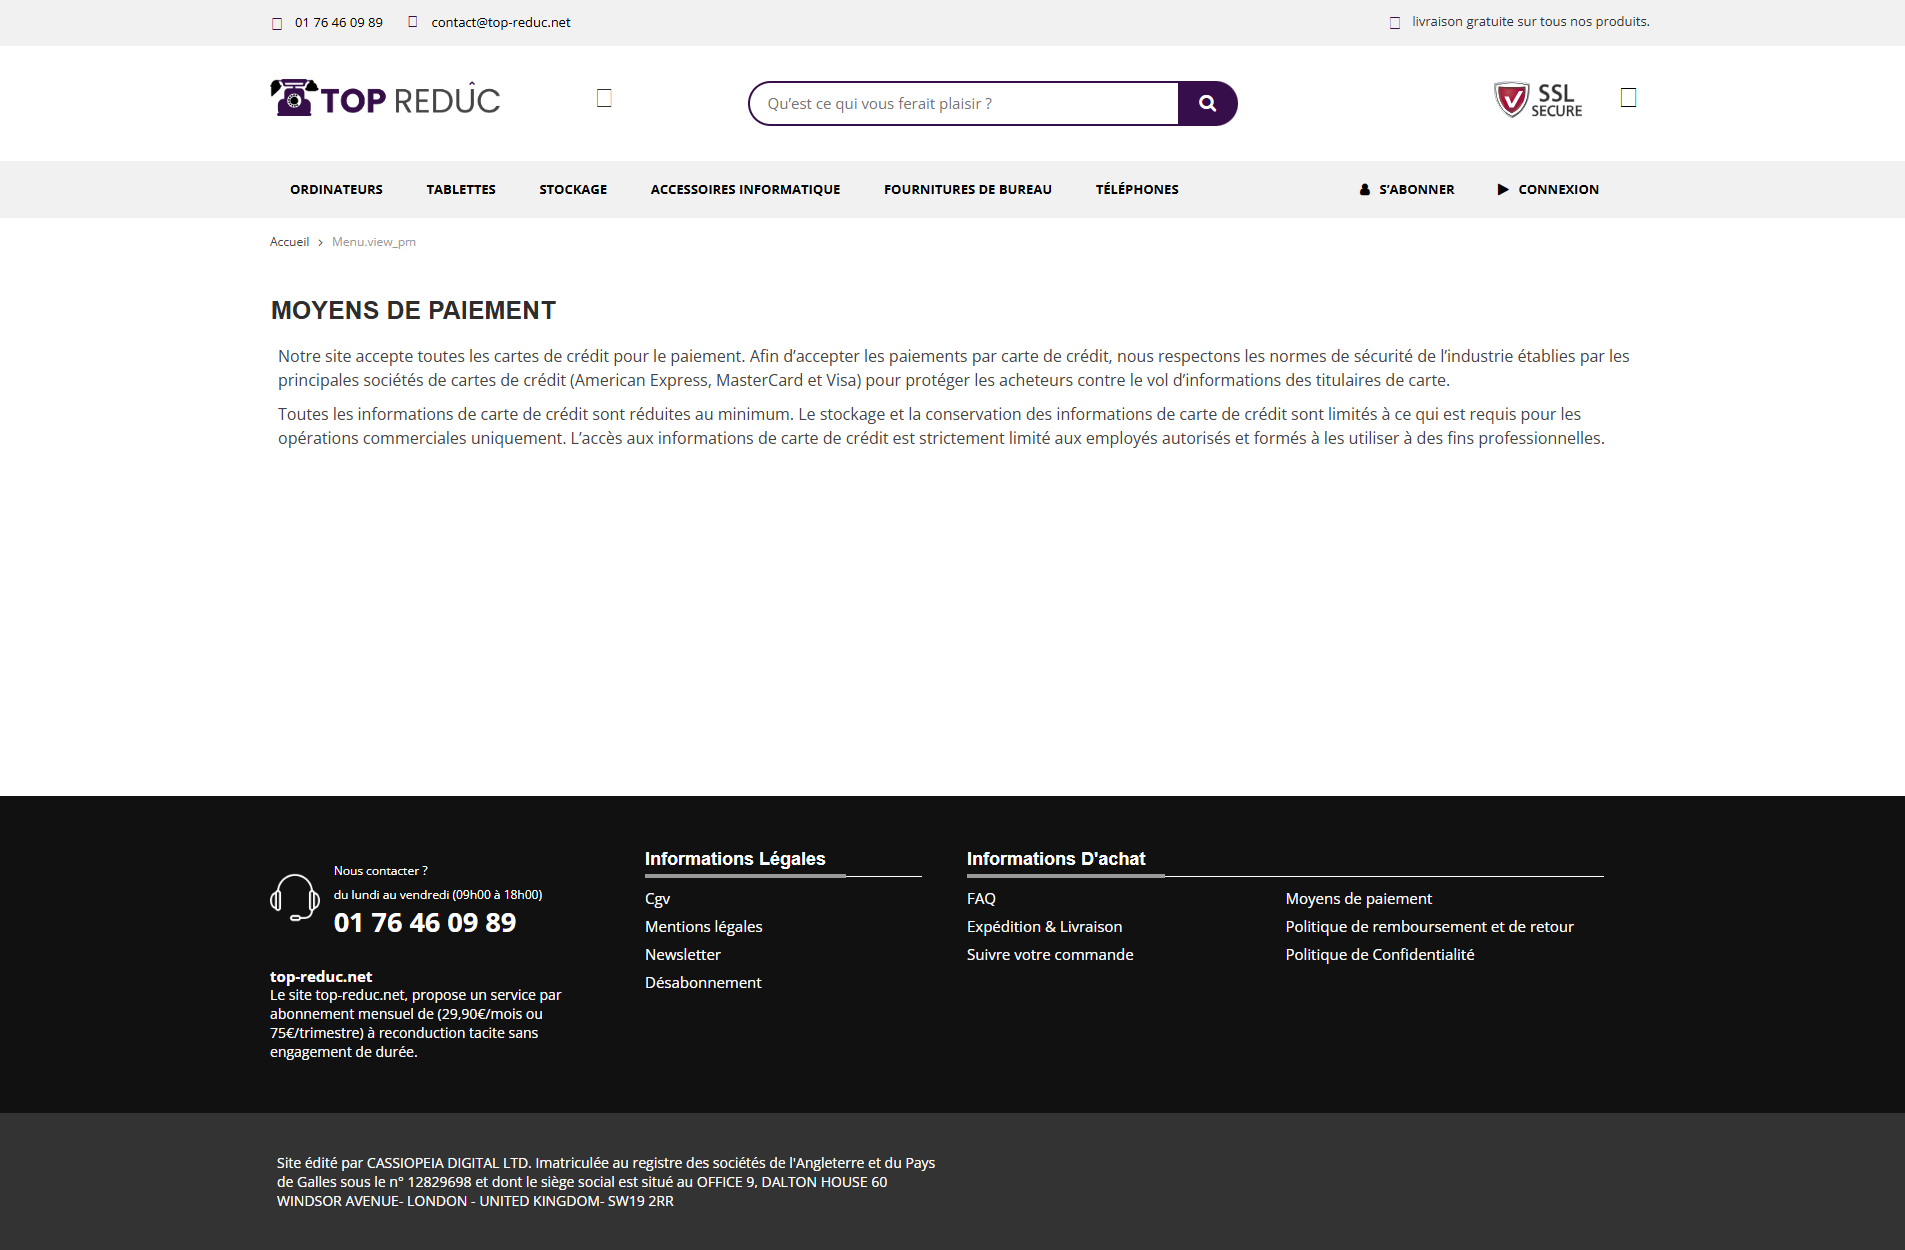 01 76 46 09 89 contact@top-reduc.net livraison gratuite sur tous nos produits.
TOP REDÛC
Qu’est ce qui vous ferait plaisir ?
SSL
SECURE
ORDINATEURS TABLETTES STOCKAGE ACCESSOIRES INFORMATIQUE FOURNITURES DE BUREAU TÉLÉPHONES S’ABONNER CONNEXION
Accueil > Menu.view_pm
MOYENS DE PAIEMENT
Notre site accepte toutes les cartes de crédit pour le paiement. Afin d’accepter les paiements par carte de crédit, nous respectons les normes de sécurité de l’industrie établies par les
principales sociétés de cartes de crédit (American Express, MasterCard et Visa) pour protéger les acheteurs contre le vol d’informations des titulaires de carte.
Toutes les informations de carte de crédit sont réduites au minimum. Le stockage et la conservation des informations de carte de crédit sont limités à ce qui est requis pour les
opérations commerciales uniquement. L’accès aux informations de carte de crédit est strictement limité aux employés autorisés et formés à les utiliser à des fins professionnelles.
Nous contacter ?
du lundi au vendredi (09h00 à 18h00)
01 76 46 09 89
top-reduc.net
Le site top-reduc.net, propose un service par
abonnement mensuel de (29,90€/mois ou
75€/trimestre) à reconduction tacite sans
engagement de durée.
Informations Légales
Cgv
Mentions légales
Newsletter
Désabonnement
Informations D'achat
FAQ
Expédition & Livraison
Suivre votre commande
Moyens de paiement
Politique de remboursement et de retour
Politique de Confidentialité
Site édité par CASSIOPEIA DIGITAL LTD. Imatriculée au registre des sociétés de l'Angleterre et du Pays
de Galles sous le n° 12829698 et dont le siège social est situé au OFFICE 9, DALTON HOUSE 60
WINDSOR AVENUE- LONDON - UNITED KINGDOM- SW19 2RR